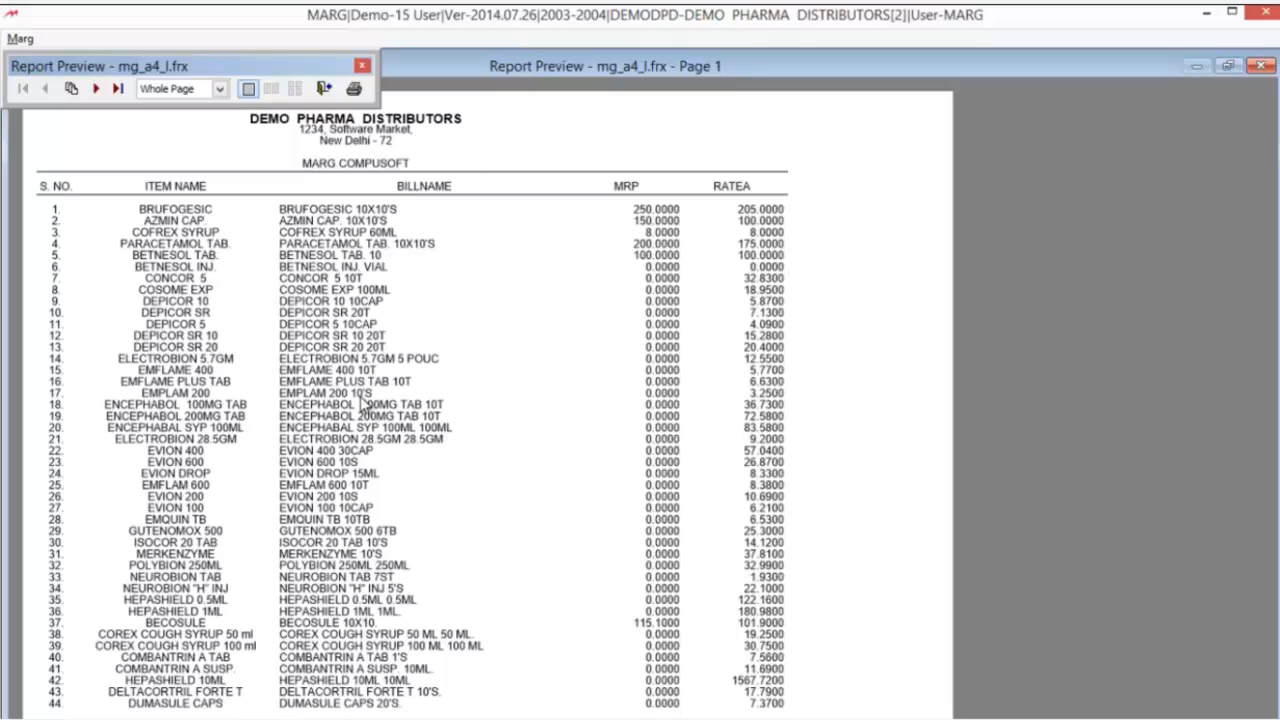 MARG|Demo-15 User|Ver-2014.07.26|2003-2004|DEMODPD-DEMO PHARMA DISTRIBUTORS[2]|User-MARG
Marg
Report Preview - mg_a4_l.frx
Report Preview - mg_a4_l.frx - Page 1
Whole Page
DEMO PHARMA DISTRIBUTORS
1234, Software Market,
New Delhi - 72
MARG COMPUSOFT
S. NO. ITEM NAME BILLNAME MRP RATEA
1. BRUFOGESIC BRUFOGESIC 10X10'S 250.0000 205.0000
2. AZMIN CAP. AZMIN CAP. 10X10'S 150.0000 100.0000
3. COFREX SYRUP COFREX SYRUP 60ML 8.0000 8.0000
4. PARACETAMOL TAB. PARACETAMOL TAB. 10X10'S 200.0000 175.0000
5. BETNESOL TAB. BETNESOL TAB. 10 100.0000 100.0000
6. BETNESOL INJ. BETNESOL INJ. VIAL 0.0000 0.0000
7. CONCOR 5 CONCOR 5 10T 0.0000 32.8300
8. COSOME EXP COSOME EXP 100ML 0.0000 18.9500
9. DEPICOR 10 DEPICOR 10 10CAP 0.0000 5.8700
10. DEPICOR SR DEPICOR SR 20T 0.0000 7.1300
11. DEPICOR 5 DEPICOR 5 10CAP 0.0000 4.0900
12. DEPICOR SR 10 DEPICOR SR 10 20T 0.0000 15.2800
13. DEPICOR SR 20 DEPICOR SR 20 20T 0.0000 20.4000
14. ELECTROBION 5.7GM ELECTROBION 5.7GM 5 POUC 0.0000 12.5500
15. EMFLAME 400 EMFLAME 400 10T 0.0000 5.7700
16. EMFLAME PLUS TAB EMFLAME PLUS TAB 10T 0.0000 6.6300
17. EMPLAM 200 EMPLAM 200 10'S 0.0000 3.2500
18. ENCEPHABOL 100MG TAB ENCEPHABOL 100MG TAB 10T 0.0000 36.7300
19. ENCEPHABOL 200MG TAB ENCEPHABOL 200MG TAB 10T 0.0000 72.5800
20. ENCEPHABAL SYP 100ML ENCEPHABAL SYP 100ML 100ML 0.0000 83.5800
21. ELECTROBION 28.5GM ELECTROBION 28.5GM 28.5GM 0.0000 9.2000
22. EVION 400 EVION 400 30CAP 0.0000 57.0400
23. EVION 600 EVION 600 10S 0.0000 26.8700
24. EVION DROP EVION DROP 15ML 0.0000 8.3300
25. EMFLAM 600 EMFLAM 600 10T 0.0000 8.3800
26. EVION 200 EVION 200 10S 0.0000 10.6900
27. EVION 100 EVION 100 10CAP 0.0000 6.2100
28. EMQUIN TB EMQUIN TB 10TB 0.0000 6.5300
29. GUTENOMOX 500 GUTENOMOX 500 6TB 0.0000 25.3000
30. ISOCOR 20 TAB ISOCOR 20 TAB 10'S 0.0000 14.1200
31. MERKENZYME MERKENZYME 10'S 0.0000 37.8100
32. POLYBION 250ML POLYBION 250ML 250ML 0.0000 32.9900
33. NEUROBION TAB NEUROBION TAB 7ST 0.0000 1.9300
34. NEUROBION "H" INJ NEUROBION "H" INJ 5'S 0.0000 22.1000
35. HEPASHIELD 0.5ML HEPASHIELD 0.5ML 0.5ML 0.0000 122.1600
36. HEPASHIELD 1ML HEPASHIELD 1ML 1ML. 0.0000 180.9800
37. BECOSULE BECOSULE 10X10. 115.1000 101.9000
38. COREX COUGH SYRUP 50 ml COREX COUGH SYRUP 50 ML 50 ML. 0.0000 19.2500
39. COREX COUGH SYRUP 100 ml COREX COUGH SYRUP 100 ML 100 ML 0.0000 30.7500
40. COMBANTRIN A TAB COMBANTRIN A TAB 1'S 0.0000 7.5600
41. COMBANTRIN A SUSP. COMBANTRIN A SUSP. 10ML. 0.0000 11.6900
42. HEPASHIELD 10ML HEPASHIELD 10ML 10ML 0.0000 1567.7200
43. DELTACORTRIL FORTE T DELTACORTRIL FORTE T 10'S. 0.0000 17.7900
44. DUMASULE CAPS DUMASULE CAPS 20'S. 0.0000 7.3700